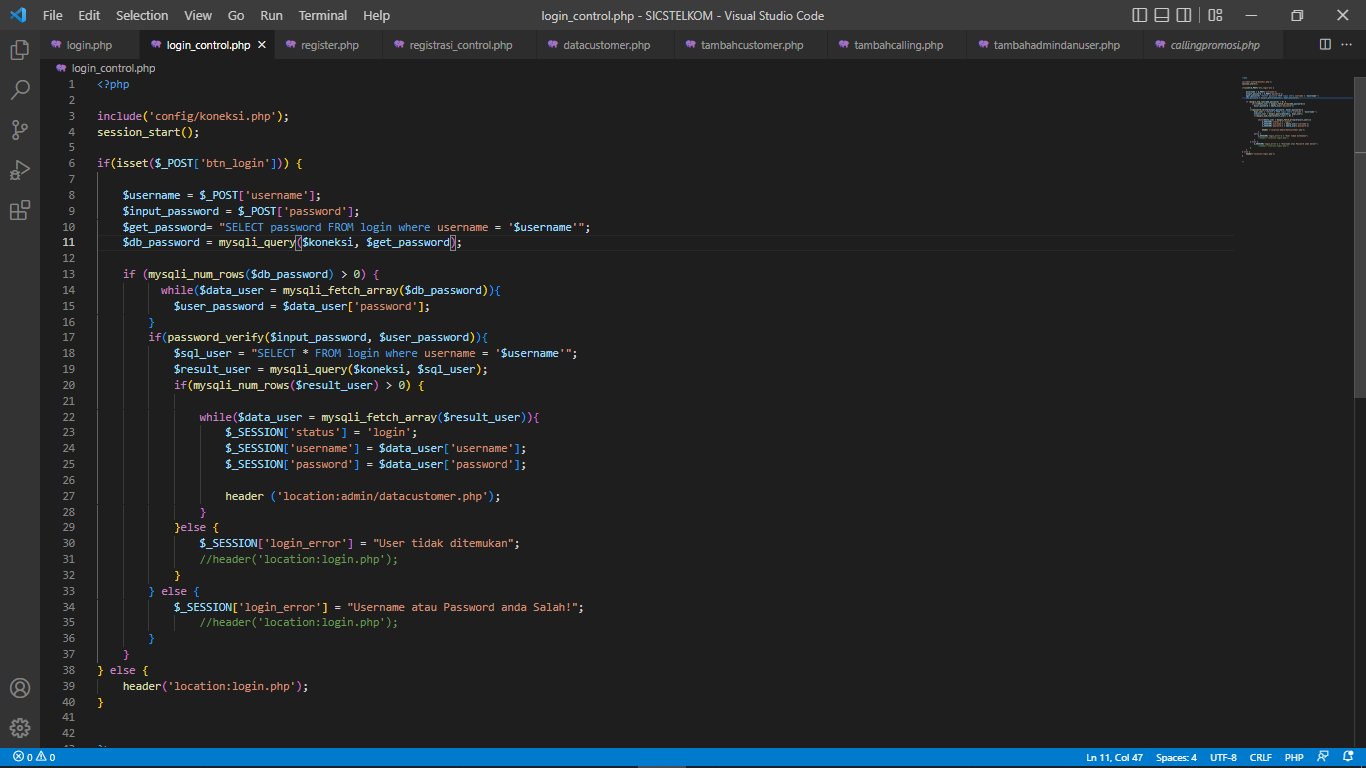 File Edit Selection View Go Run Terminal Help
login_control.php - SICSTELKOM - Visual Studio Code
login.php login_control.php register.php registrasi_control.php datacustomer.php tambahcustomer.php tambahcalling.php tambahadmindanuser.php callingpromosi.php
login_control.php
1 <?php
2
3 include('config/koneksi.php');
4 session_start();
5
6 if(isset($_POST['btn_login'])) {
7
8 $username = $_POST['username'];
9 $input_password = $_POST['password'];
10 $get_password= "SELECT password FROM login where username = '$username'";
11 $db_password = mysqli_query($koneksi, $get_password);
12
13 if (mysqli_num_rows($db_password) > 0) {
14 while($data_user = mysqli_fetch_array($db_password)){
15 $user_password = $data_user['password'];
16 }
17 if(password_verify($input_password, $user_password)){
18 $sql_user = "SELECT * FROM login where username = '$username'";
19 $result_user = mysqli_query($koneksi, $sql_user);
20 if(mysqli_num_rows($result_user) > 0) {
21
22 while($data_user = mysqli_fetch_array($result_user)){
23 $_SESSION['status'] = 'login';
24 $_SESSION['username'] = $data_user['username'];
25 $_SESSION['password'] = $data_user['password'];
26
27 header ('location:admin/datacustomer.php');
28 }
29 }else {
30 $_SESSION['login_error'] = "User tidak ditemukan";
31 //header('location:login.php');
32 }
33 } else {
34 $_SESSION['login_error'] = "Username atau Password anda Salah!";
35 //header('location:login.php');
36 }
37 }
38 } else {
39 header('location:login.php');
40 }
41
42
0 0 Ln 11, Col 47 Spaces: 4 UTF-8 CRLF PHP